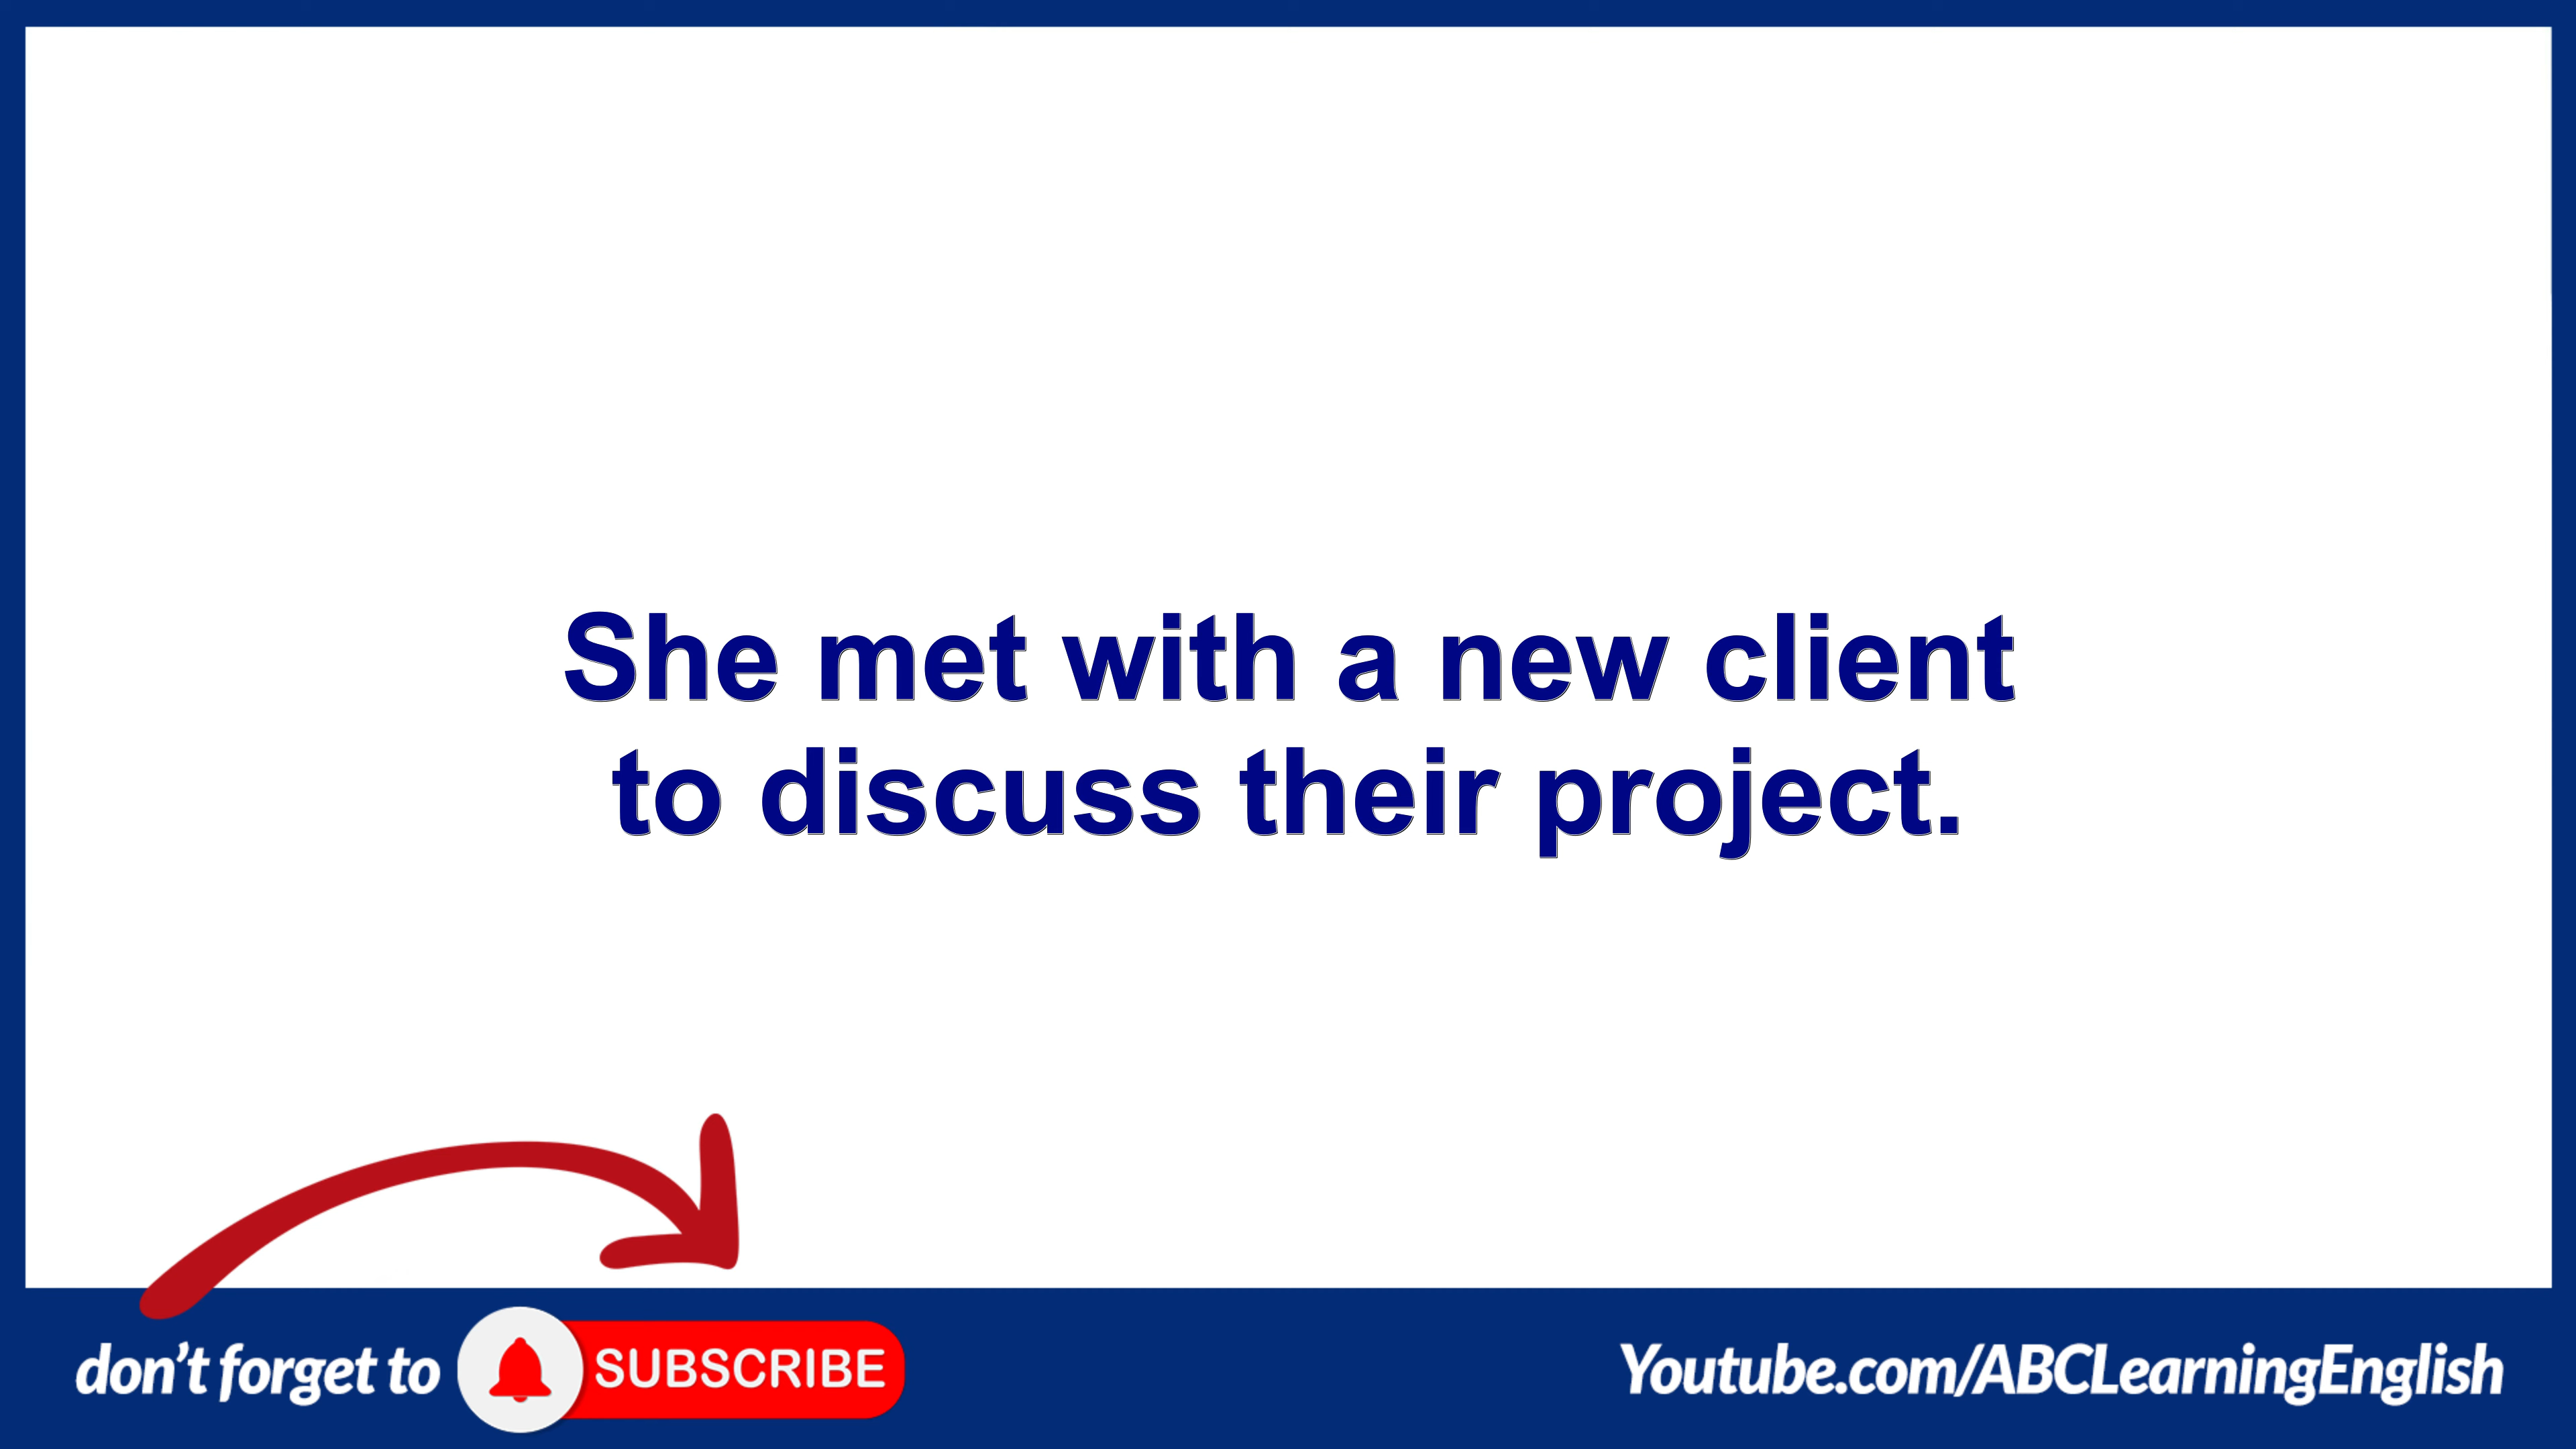 She met with a new client
to discuss their project.
don't forget to SUBSCRIBE
Youtube.com/ABCLearningEnglish